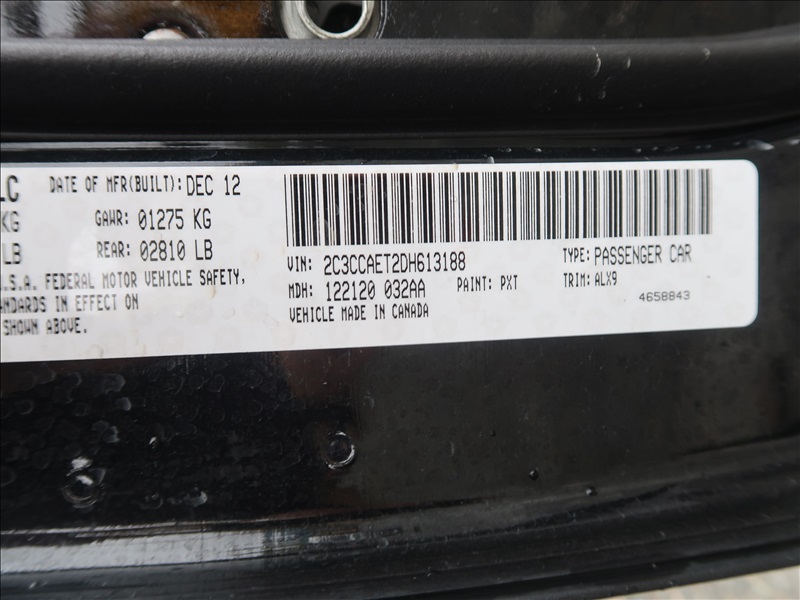 LC DATE OF MFR(BUILT): DEC 12
KG GAWR: 01275 KG
LB REAR: 02810 LB
U.S.A. FEDERAL MOTOR VEHICLE SAFETY,
STANDARDS IN EFFECT ON
SHOWN ABOVE.
VIN: 2C3CCAET2DH613188 TYPE: PASSENGER CAR
MDH: 122120 032AA PAINT: PXT TRIM: ALX9
VEHICLE MADE IN CANADA 4658843